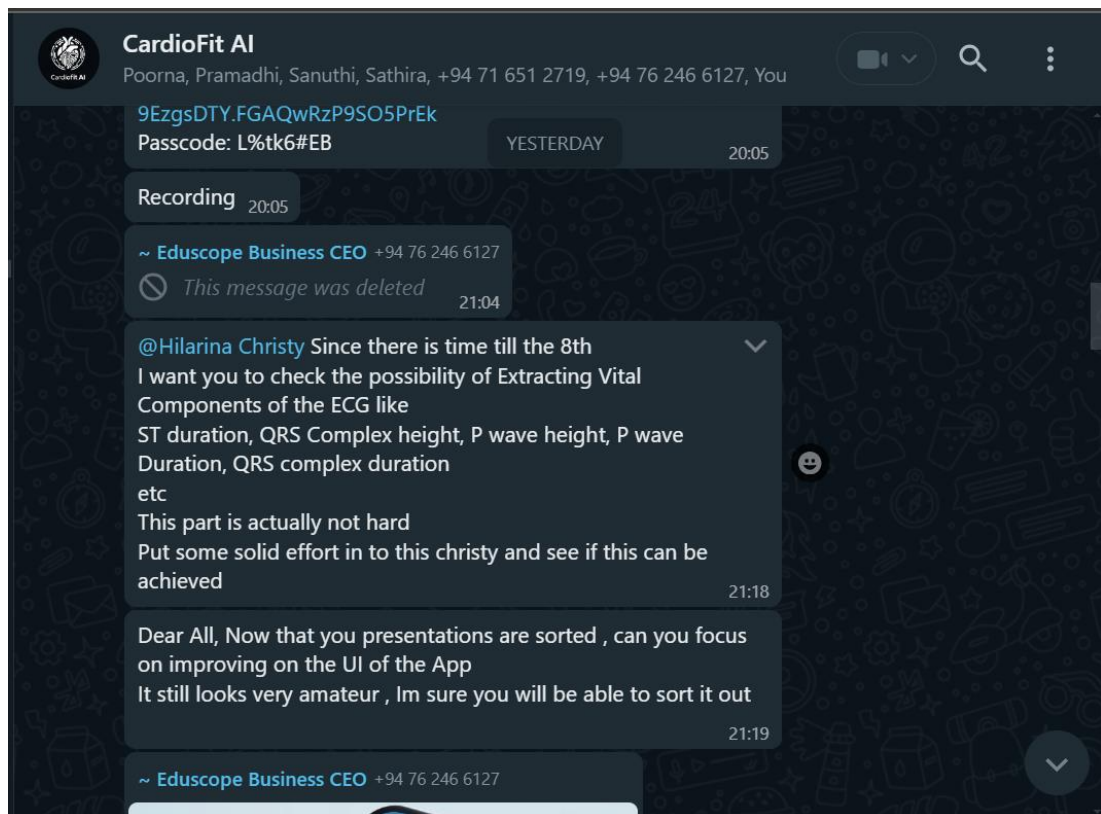 CardioFit AI
CardioFit AI
Poorna, Pramadhi, Sanuthi, Sathira, +94 71 651 2719, +94 76 246 6127, You
9EzgsDTY.FGAQwRzP9SO5PrEk
Passcode: L%tk6#EB
YESTERDAY
20:05
Recording 20:05
~ Eduscope Business CEO +94 76 246 6127
This message was deleted
21:04
@Hilarina Christy Since there is time till the 8th
I want you to check the possibility of Extracting Vital
Components of the ECG like
ST duration, QRS Complex height, P wave height, P wave
Duration, QRS complex duration
etc
This part is actually not hard
Put some solid effort in to this christy and see if this can be
achieved
21:18
Dear All, Now that you presentations are sorted , can you focus
on improving on the UI of the App
It still looks very amateur , Im sure you will be able to sort it out
21:19
~ Eduscope Business CEO +94 76 246 6127